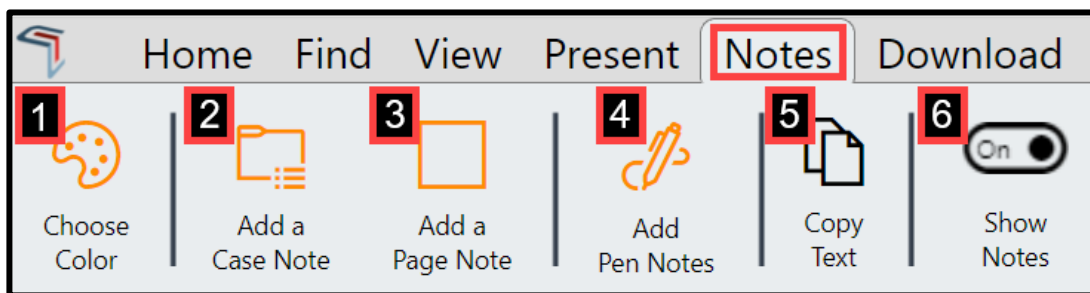 Home Find View Present Notes Download
1 2 3 4 5 6
On
Choose Color
Add a Case Note
Add a Page Note
Add Pen Notes
Copy Text
Show Notes